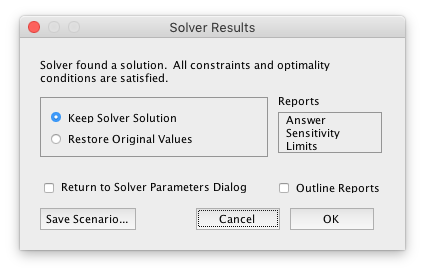 Solver Results
Solver found a solution.  All constraints and optimality
conditions are satisfied.
Keep Solver Solution
Restore Original Values
Reports
Answer
Sensitivity
Limits
Return to Solver Parameters Dialog
Outline Reports
Save Scenario...
Cancel
OK